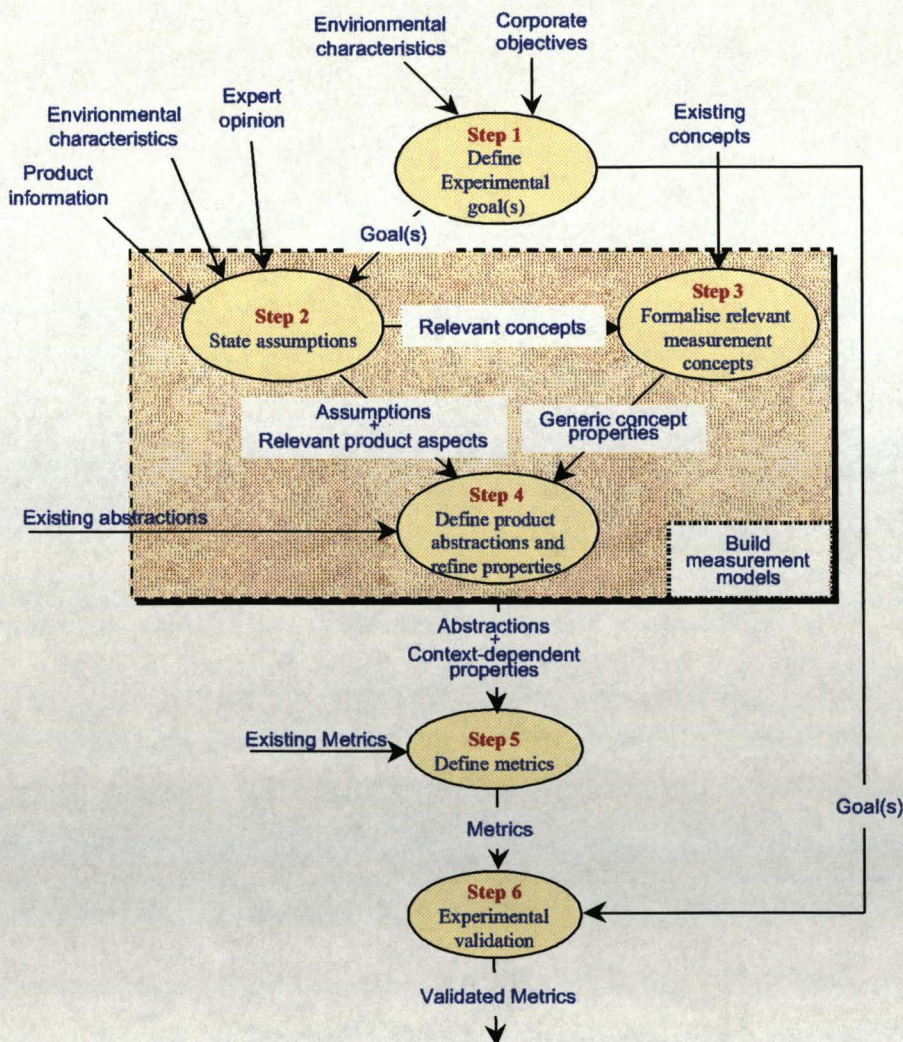 Envirionmental
characteristics
Corporate
objectives
Expert
opinion
Envirionmental
characteristics
Product
information
Existing
concepts
Step 1
Define
Experimental
goal(s)
Goal(s)
Step 2
State assumptions
Relevant concepts
Step 3
Formalise relevant
measurement
concepts
Assumptions
+
Relevant product aspects
Generic concept
properties
Step 4
Define product
abstractions and
refine properties
Existing abstractions
Build
measurement
models
Abstractions
+
Context-dependent
properties
Existing Metrics
Step 5
Define metrics
Goal(s)
Metrics
Step 6
Experimental
validation
Validated Metrics